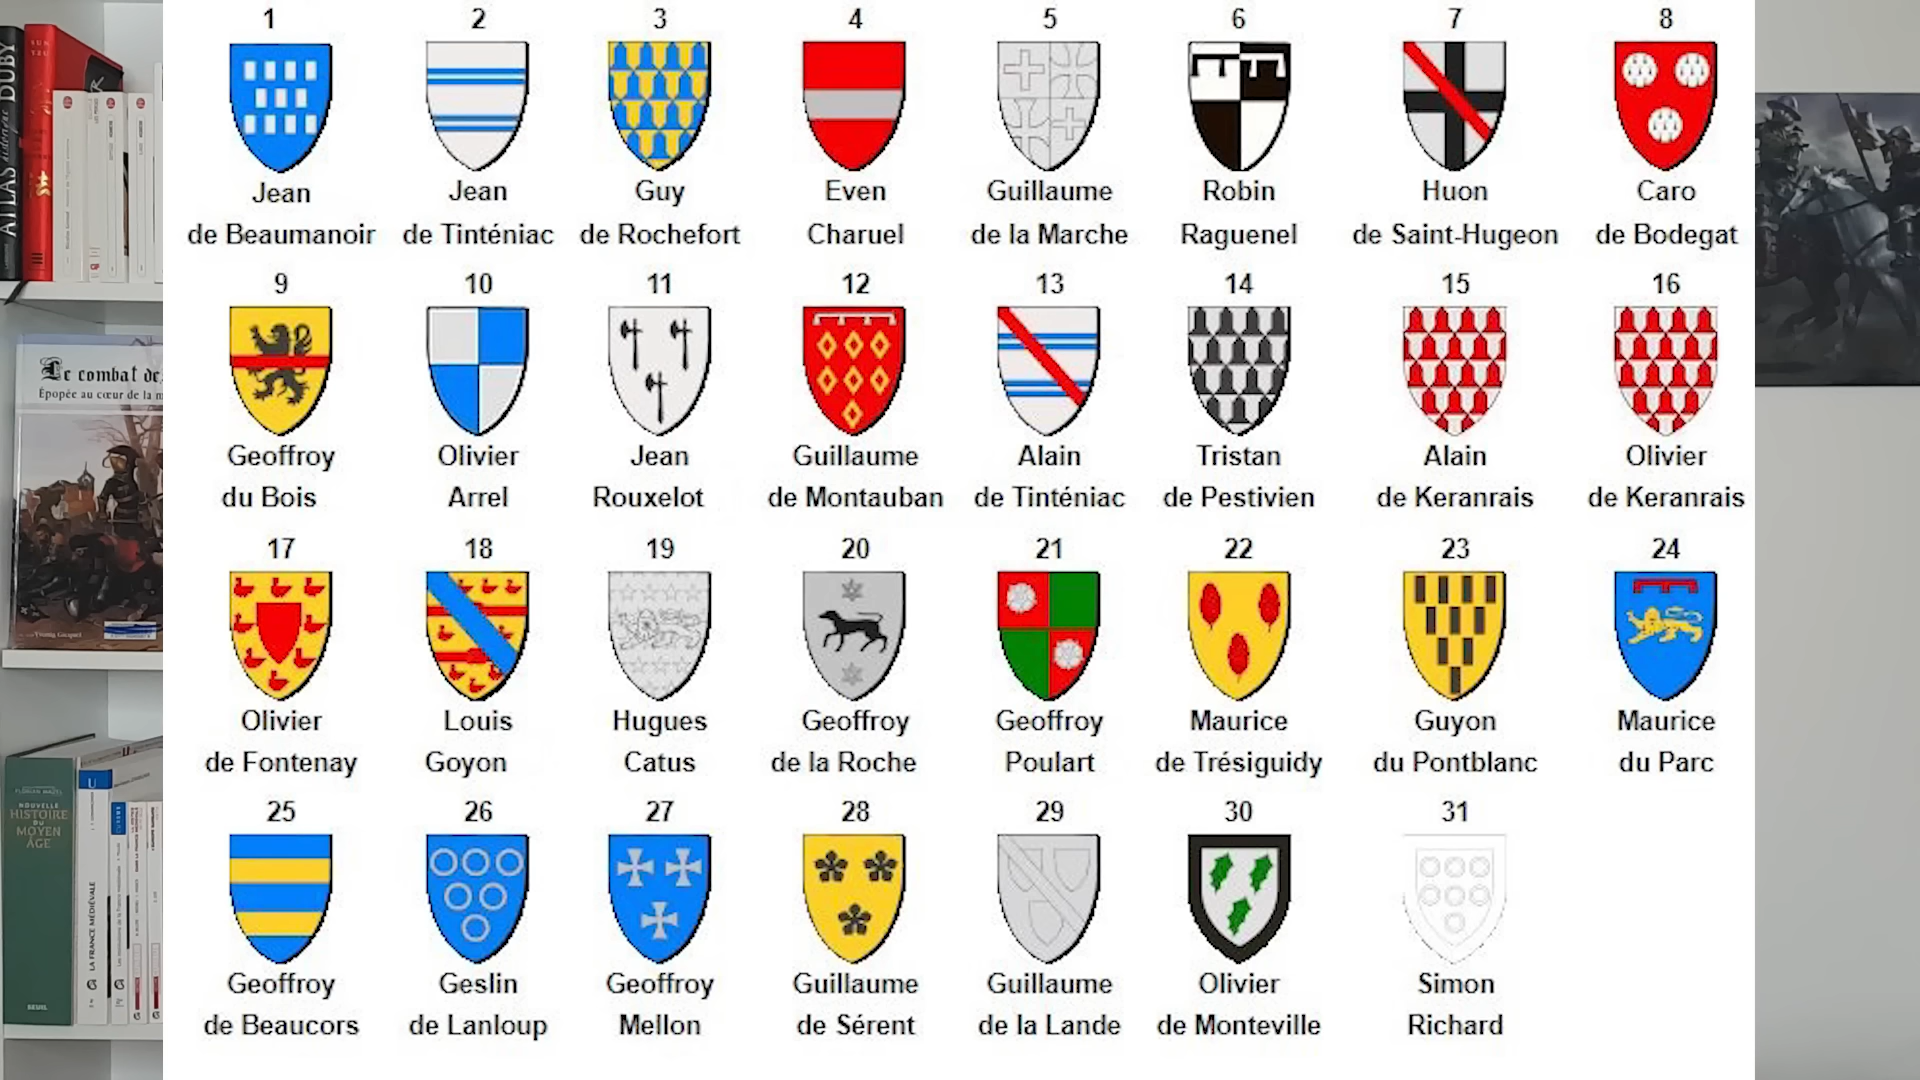 1 2 3 4 5 6 7 8
Jean Jean Guy Even Guillaume Robin Huon Caro
de Beaumanoir de Tinténiac de Rochefort Charuel de la Marche Raguenel de Saint-Hugeon de Bodegat
9 10 11 12 13 14 15 16
Geoffroy Olivier Jean Guillaume Alain Tristan Alain Olivier
du Bois Arrel Rouxelot de Montauban de Tinténiac de Pestivien de Keranrais de Keranrais
17 18 19 20 21 22 23 24
Olivier Louis Hugues Geoffroy Geoffroy Maurice Guyon Maurice
de Fontenay Goyon Catus de la Roche Poulart de Trésiguidy du Pontblanc du Parc
25 26 27 28 29 30 31
Geoffroy Geslin Geoffroy Guillaume Guillaume Olivier Simon
de Beaucors de Lanloup Mellon de Sérent de la Lande de Monteville Richard
ATLAS historique DUBY
SUN
TZU
Le combat de
Épopée au cœur de la
FLORIAN MAZEL
NOUVELLE
HISTOIRE
DU
MOYEN
ÂGE
SEUIL
LA FRANCE MÉDIÉVALE